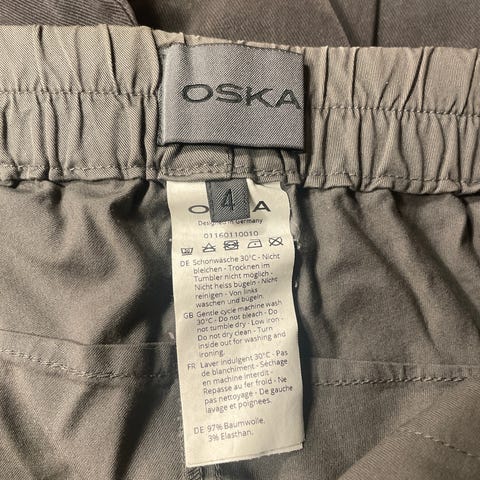 OSKA
4
O A
Designed in Germany
01160110010
DE Schonwäsche 30°C - Nicht
bleichen - Trocknen im
Tumbler nicht möglich -
Nicht heiss bügeln - Nicht
reinigen - Von links
waschen und bügeln
GB Gentle cycle machine wash
30°C - Do not bleach - Do
not tumble dry - Low iron -
Do not dry clean - Turn
inside out for washing and
ironing.
FR Laver indulgent 30°C - Pas
de blanchiment - Séchage
en machine interdit -
Repasser au fer froid - Ne
pas nettoyer - De gauche
lavage et poignees.
DE: 97% Baumwolle,
3% Elasthan.